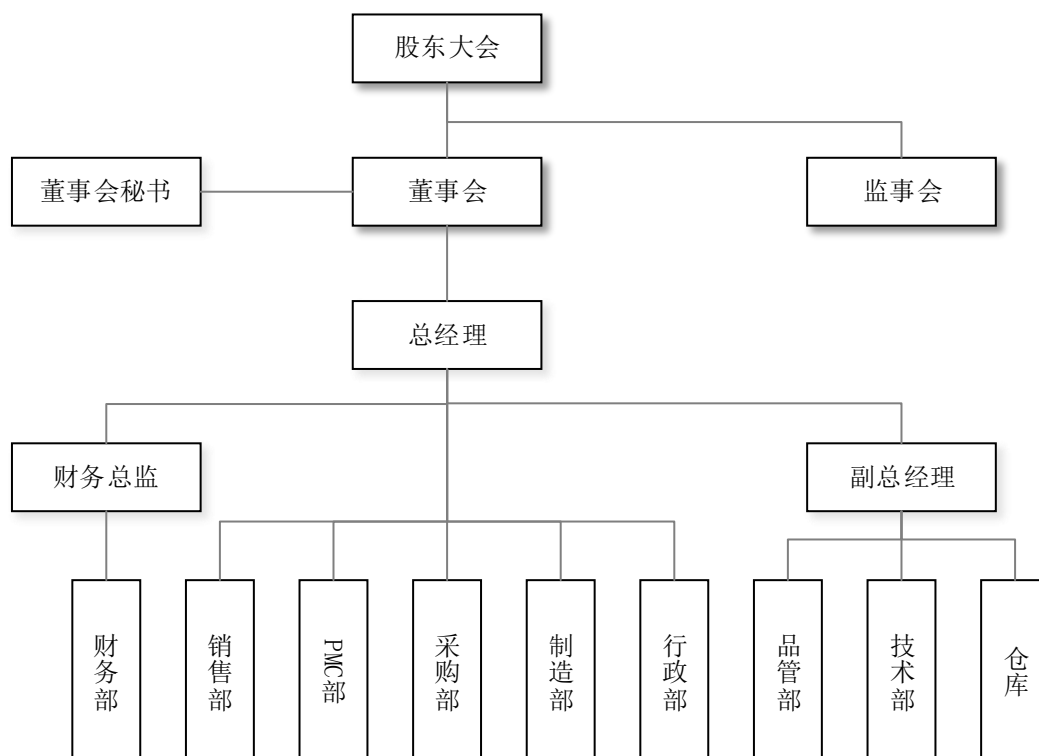 股东大会
董事会秘书
董事会
监事会
总经理
财务总监
副总经理
财务部
销售部
PMC部
采购部
制造部
行政部
品管部
技术部
仓库